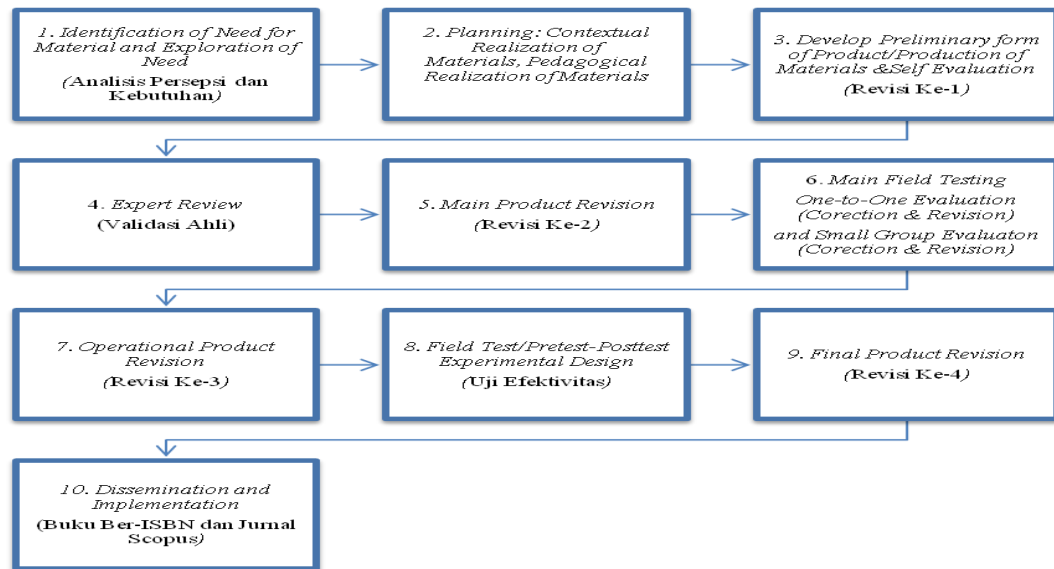 1. Identification of Need for
Material and Exploration of
Need
(Analisis Persepsi dan
Kebutuhan)
2. Planning: Contextual
Realization of
Materials, Pedagogical
Realization of Materials
3. Develop Preliminary form
of Product/Production of
Materials &Self Evaluation
(Revisi Ke-1)
4. Expert Review
(Validasi Ahli)
5. Main Product Revision
(Revisi Ke-2)
6. Main Field Testing
One-to-One Evaluation
(Corection & Revision)
and Small Group Evaluaton
(Corection & Revision)
7. Operational Product
Revision
(Revisi Ke-3)
8. Field Test/Pretest-Posttest
Experimental Design
(Uji Efektivitas)
9. Final Product Revision
(Revisi Ke-4)
10. Dissemination and
Implementation
(Buku Ber-ISBN dan Jurnal
Scopus)